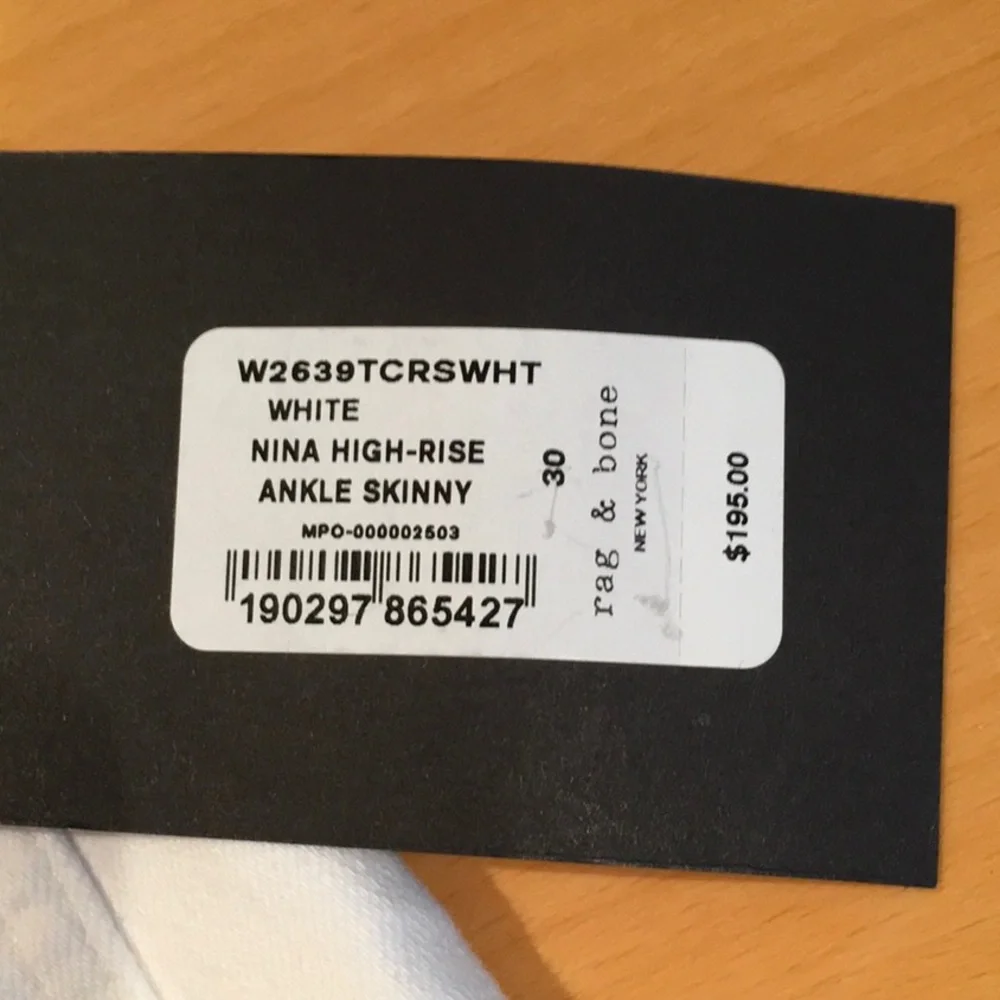 W2639TCRSWHT
WHITE
NINA HIGH-RISE
ANKLE SKINNY
MPO-000002503
190297 865427
30
rag & bone
NEW YORK
$195.00